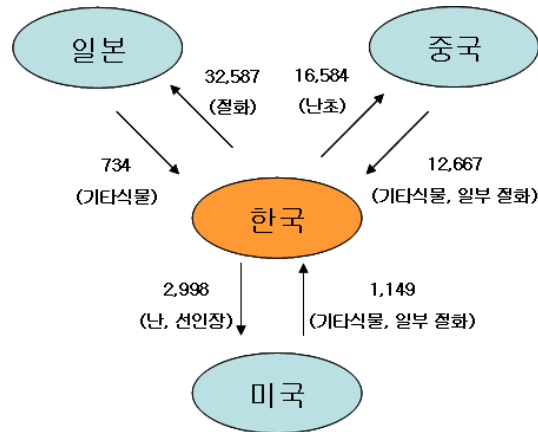 일본
중국
32,587
(절화)
16,584
(난초)
734
(기타식물)
12,667
(기타식물, 일부 절화)
한국
2,998
(난, 선인장)
1,149
(기타식물, 일부 절화)
미국